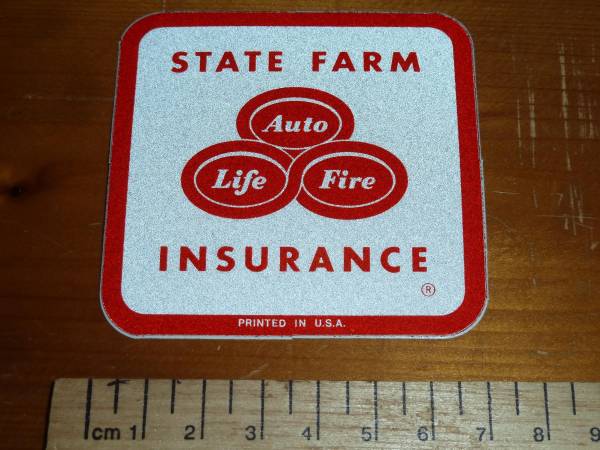 STATE FARM
Auto
Life Fire
INSURANCE
®
PRINTED IN U.S.A.
cm 1 2 3 4 5 6 7 8 9